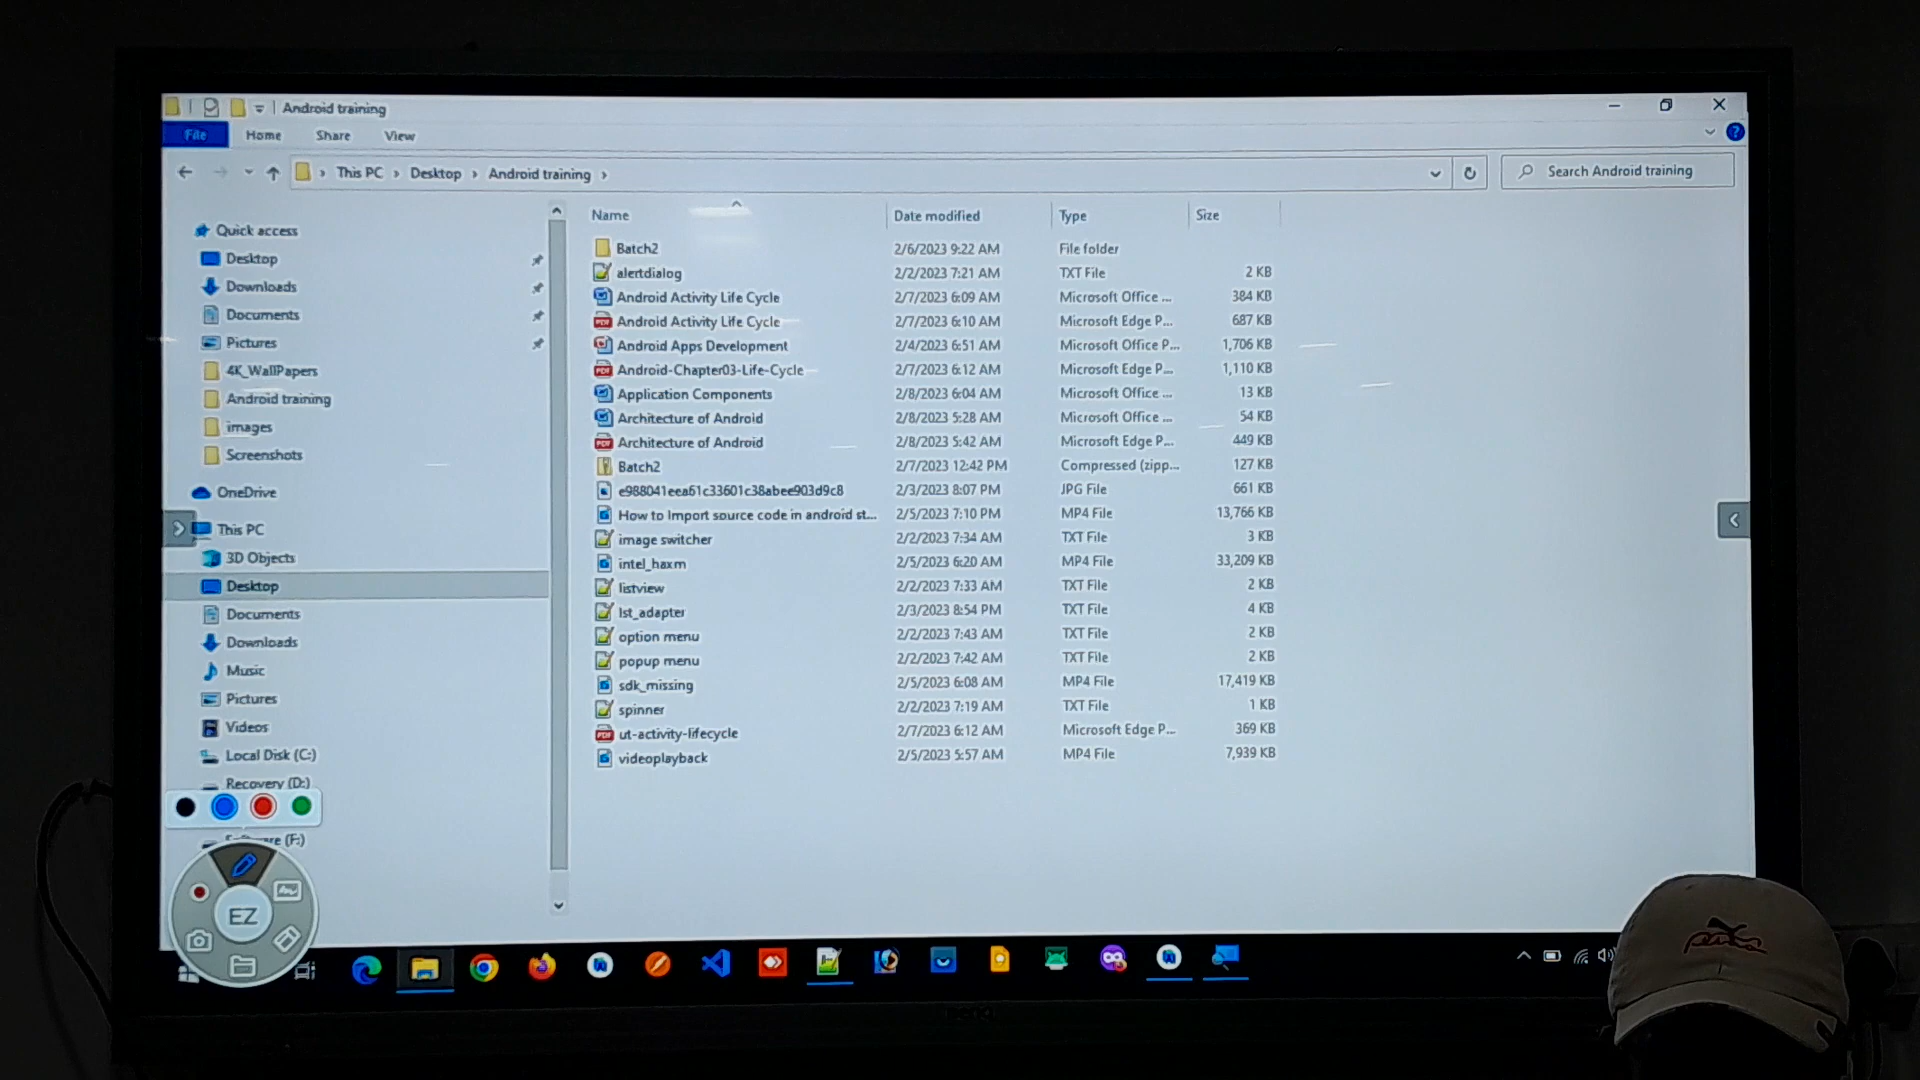 Android training
File Home Share View
This PC › Desktop › Android training ›
Search Android training
Name Date modified Type Size
Quick access
Desktop
Downloads
Documents
Pictures
4K_WallPapers
Android training
images
Screenshots
OneDrive
This PC
3D Objects
Desktop
Documents
Downloads
Music
Pictures
Videos
Local Disk (C:)
Recovery (D:)
(F:)
EZ
Batch2 2/6/2023 9:22 AM File folder
alertdialog 2/2/2023 7:21 AM TXT File 2 KB
Android Activity Life Cycle 2/7/2023 6:09 AM Microsoft Office ... 384 KB
Android Activity Life Cycle 2/7/2023 6:10 AM Microsoft Edge P... 687 KB
Android Apps Development 2/4/2023 6:51 AM Microsoft Office P... 1,706 KB
Android-Chapter03-Life-Cycle 2/7/2023 6:12 AM Microsoft Edge P... 1,110 KB
Application Components 2/8/2023 6:04 AM Microsoft Office ... 13 KB
Architecture of Android 2/8/2023 5:28 AM Microsoft Office ... 54 KB
Architecture of Android 2/8/2023 5:42 AM Microsoft Edge P... 449 KB
Batch2 2/7/2023 12:42 PM Compressed (zipp... 127 KB
e988041eea61c33601c38abee903d9c8 2/3/2023 8:07 PM JPG File 661 KB
How to Import source code in android st... 2/5/2023 7:10 PM MP4 File 13,766 KB
image switcher 2/2/2023 7:34 AM TXT File 3 KB
intel_haxm 2/5/2023 6:20 AM MP4 File 33,209 KB
listview 2/2/2023 7:33 AM TXT File 2 KB
lst_adapter 2/3/2023 8:54 PM TXT File 4 KB
option menu 2/2/2023 7:43 AM TXT File 2 KB
popup menu 2/2/2023 7:42 AM TXT File 2 KB
sdk_missing 2/5/2023 6:08 AM MP4 File 17,419 KB
spinner 2/2/2023 7:19 AM TXT File 1 KB
ut-activity-lifecycle 2/7/2023 6:12 AM Microsoft Edge P... 369 KB
videoplayback 2/5/2023 5:57 AM MP4 File 7,939 KB